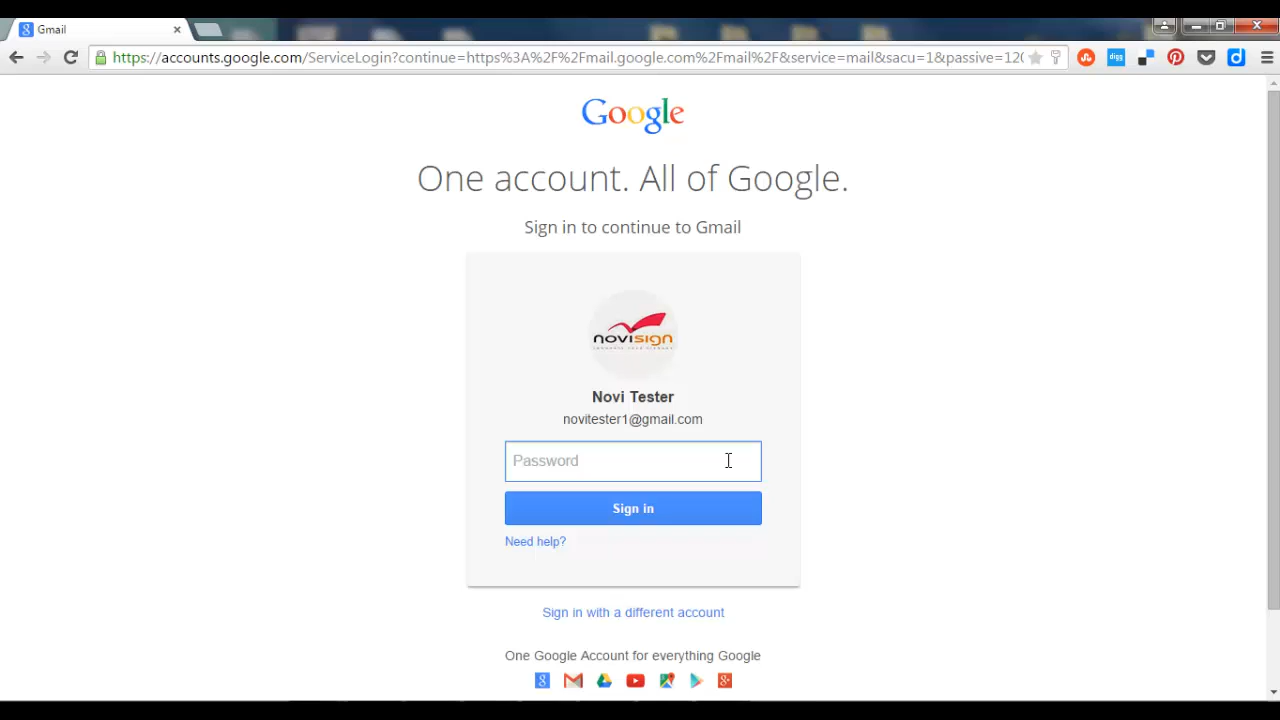 Gmail
https://accounts.google.com/ServiceLogin?continue=https%3A%2F%2Fmail.google.com%2Fmail%2F&service=mail&sacu=1&passive=120
digg
Google
One account. All of Google.
Sign in to continue to Gmail
novisign
Novi Tester
novitester1@gmail.com
Password
Sign in
Need help?
Sign in with a different account
One Google Account for everything Google